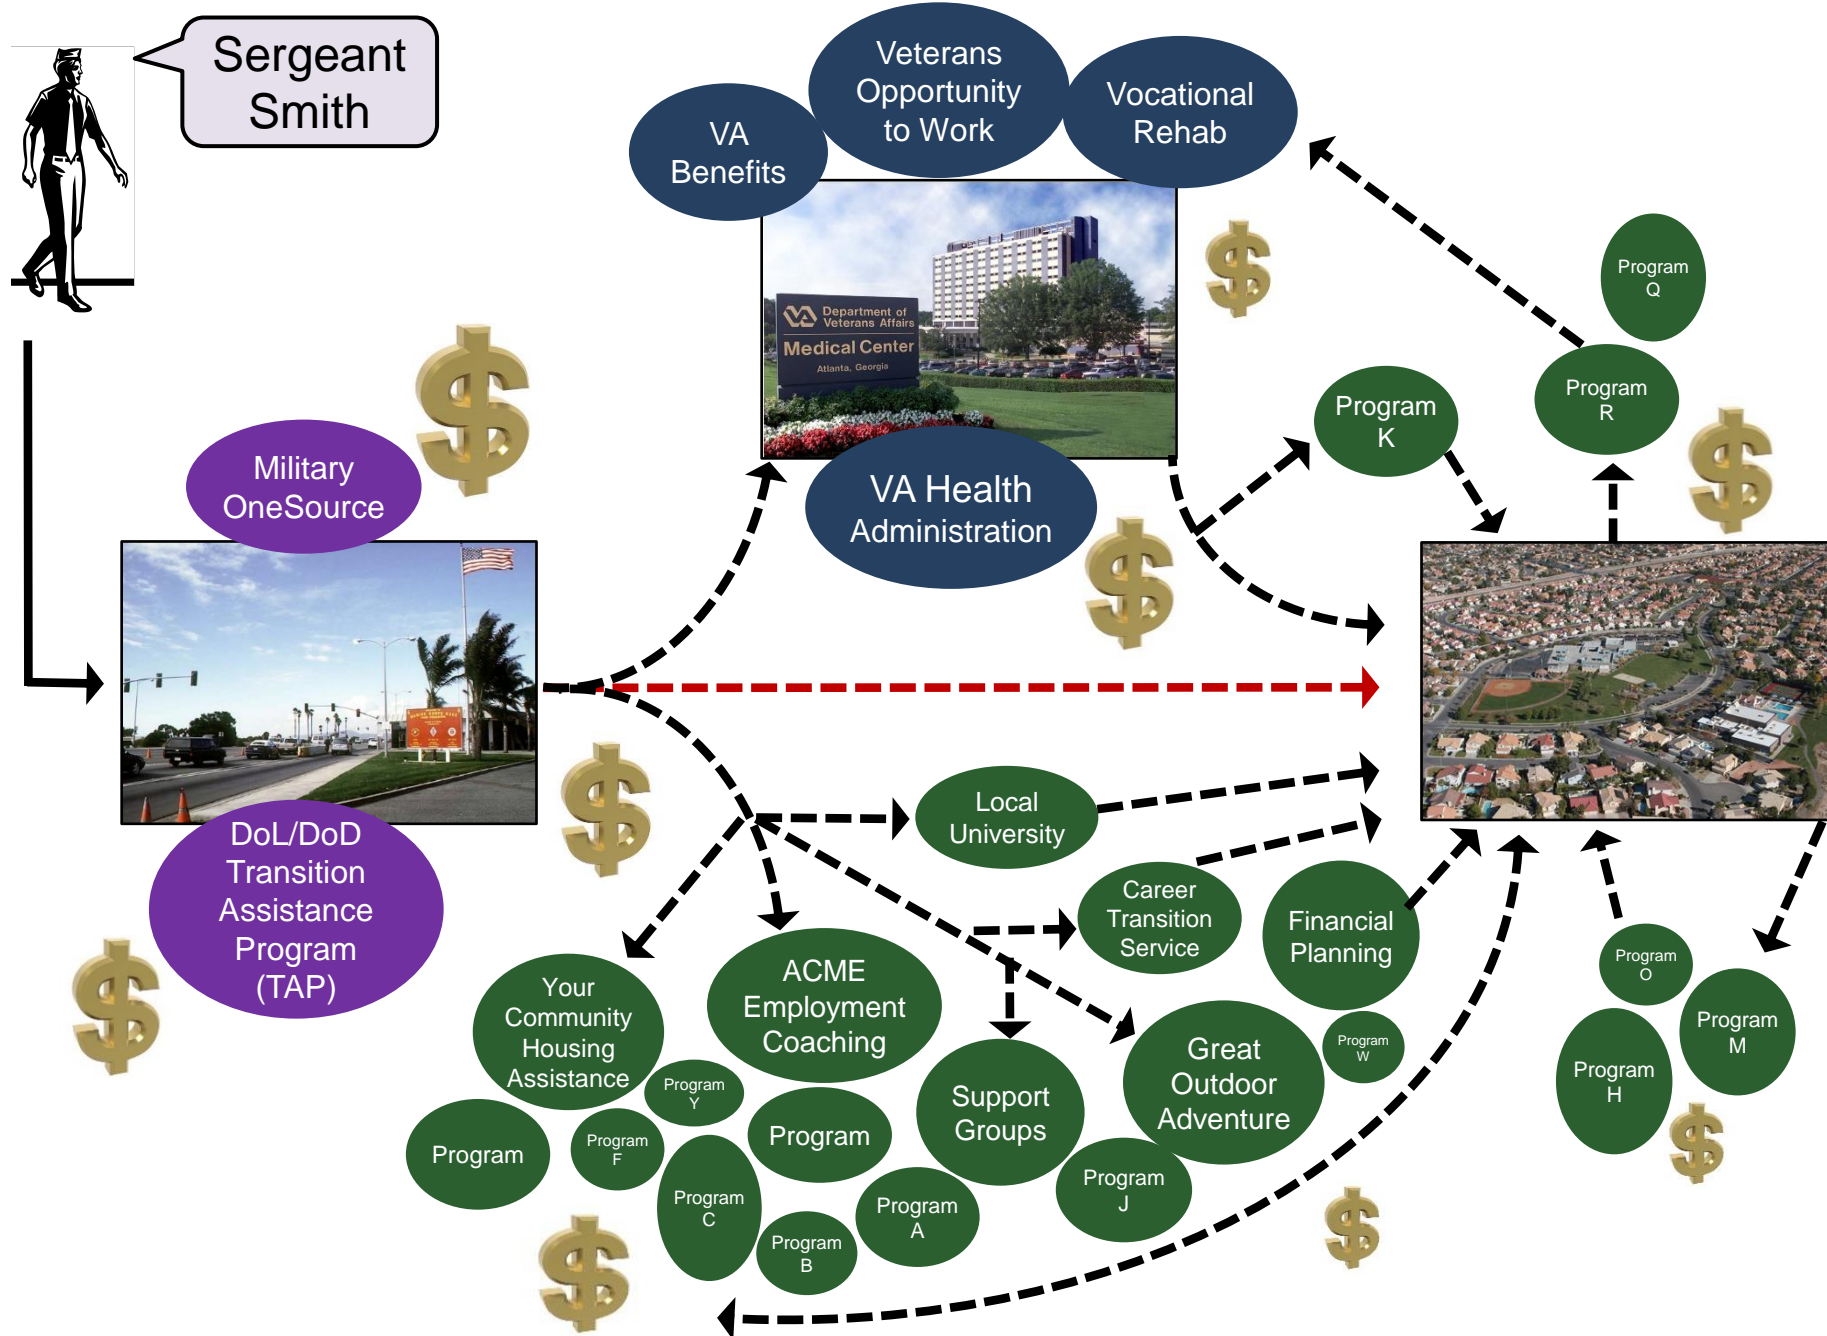 Sergeant
Smith
Veterans
Opportunity
to Work
Vocational
Rehab
VA
Benefits
Department of
Veterans Affairs
Medical Center
Atlanta, Georgia
VA Health
Administration
Military
OneSource
DoL/DoD
Transition
Assistance
Program
(TAP)
Program
Q
Program
R
Program
K
Local
University
Career
Transition
Service
Financial
Planning
Your
Community
Housing
Assistance
ACME
Employment
Coaching
Support
Groups
Great
Outdoor
Adventure
Program
W
Program
O
Program
M
Program
H
Program
Y
Program
F
Program
Program
C
Program
Program
B
Program
A
Program
J
$
$
$
$
$
$
$
$
$
$